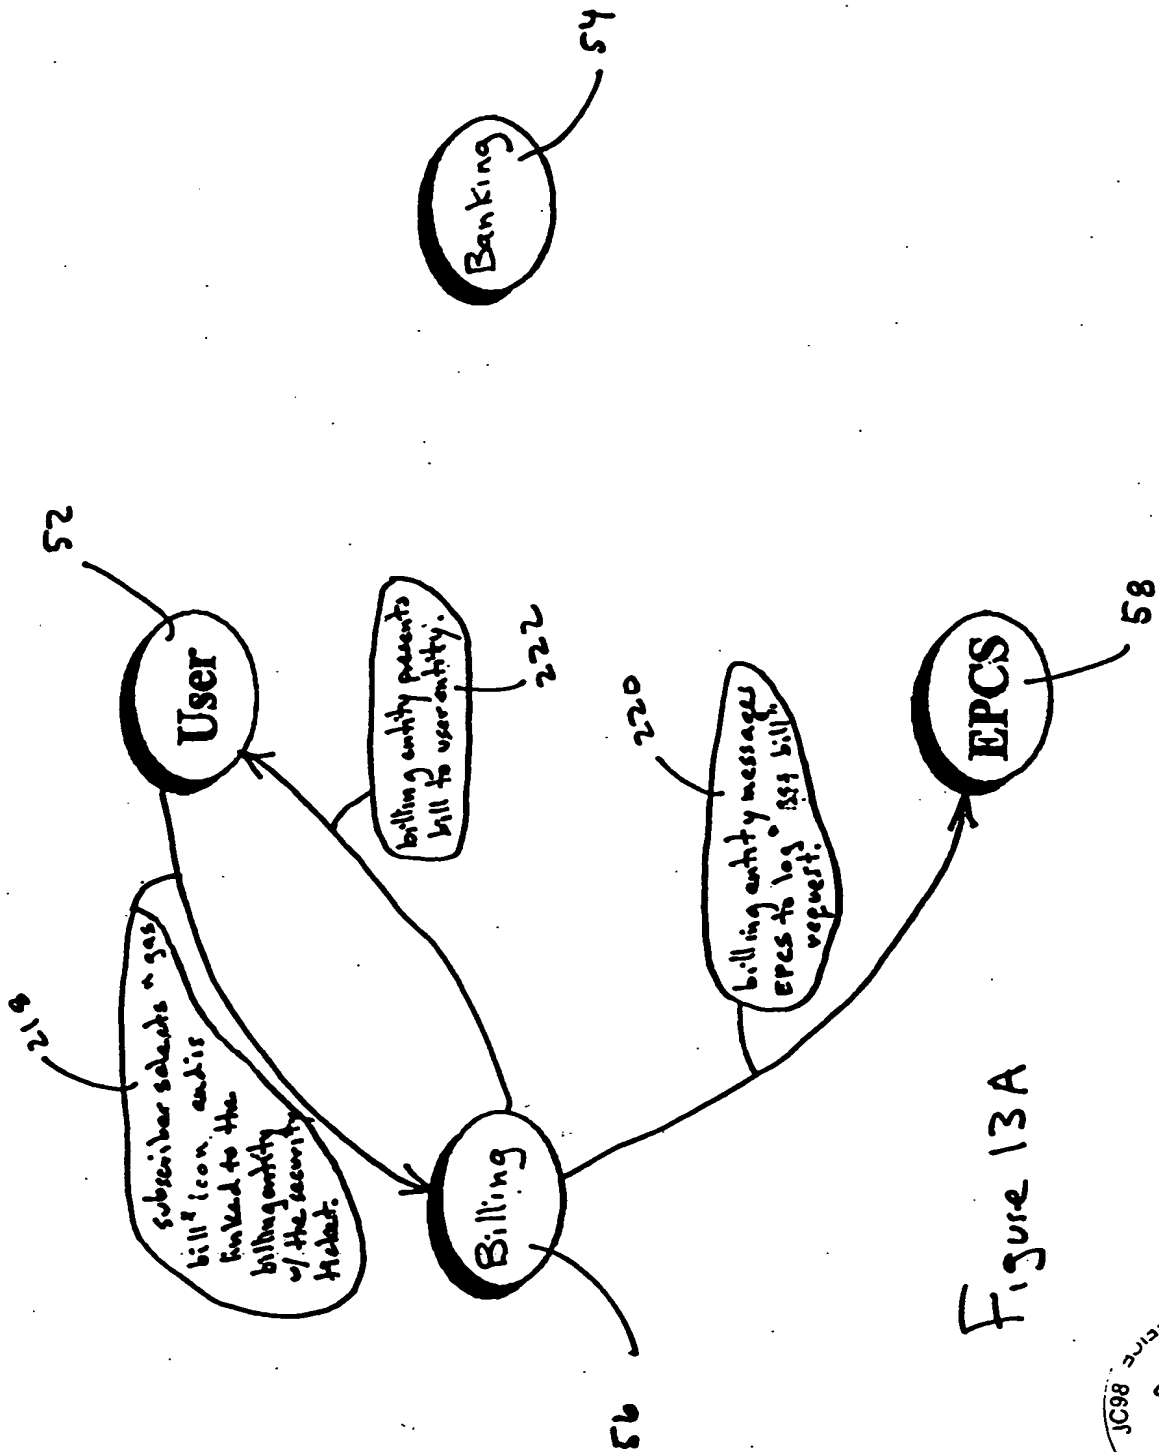 52
User
54
Banking
218
subscriber selects "gas
bill" icon and is
linked to the
billing entity
w/ the security
ticket.
billing entity presents
bill to user entity.
222
56
Billing
220
billing entity messages
EPCS to log "get bill"
request.
EPCS
58
Figure 13A
JC98